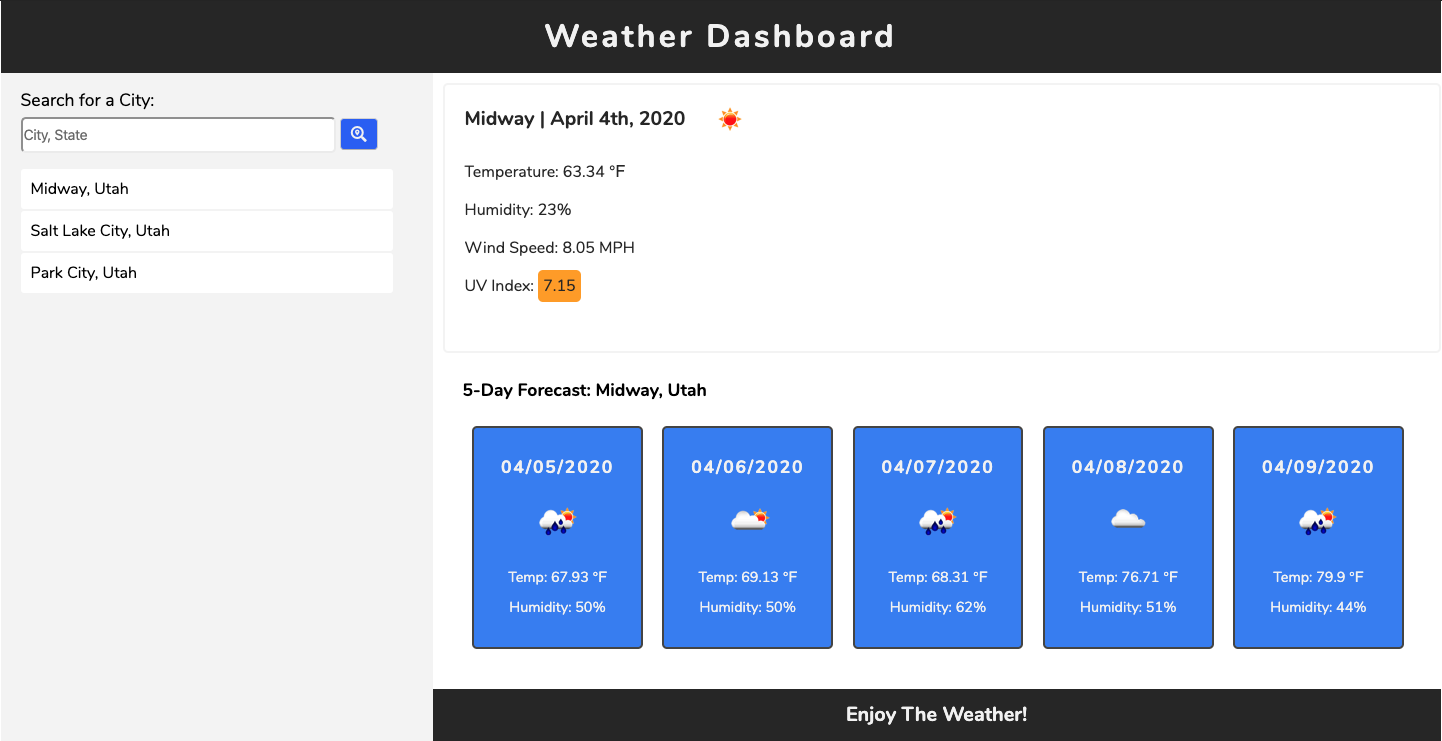 Weather Dashboard
Search for a City:
City, State
Midway, Utah
Salt Lake City, Utah
Park City, Utah
Midway | April 4th, 2020
Temperature: 63.34 °F
Humidity: 23%
Wind Speed: 8.05 MPH
UV Index: 7.15
5-Day Forecast: Midway, Utah
04/05/2020
Temp: 67.93 °F
Humidity: 50%
04/06/2020
Temp: 69.13 °F
Humidity: 50%
04/07/2020
Temp: 68.31 °F
Humidity: 62%
04/08/2020
Temp: 76.71 °F
Humidity: 51%
04/09/2020
Temp: 79.9 °F
Humidity: 44%
Enjoy The Weather!